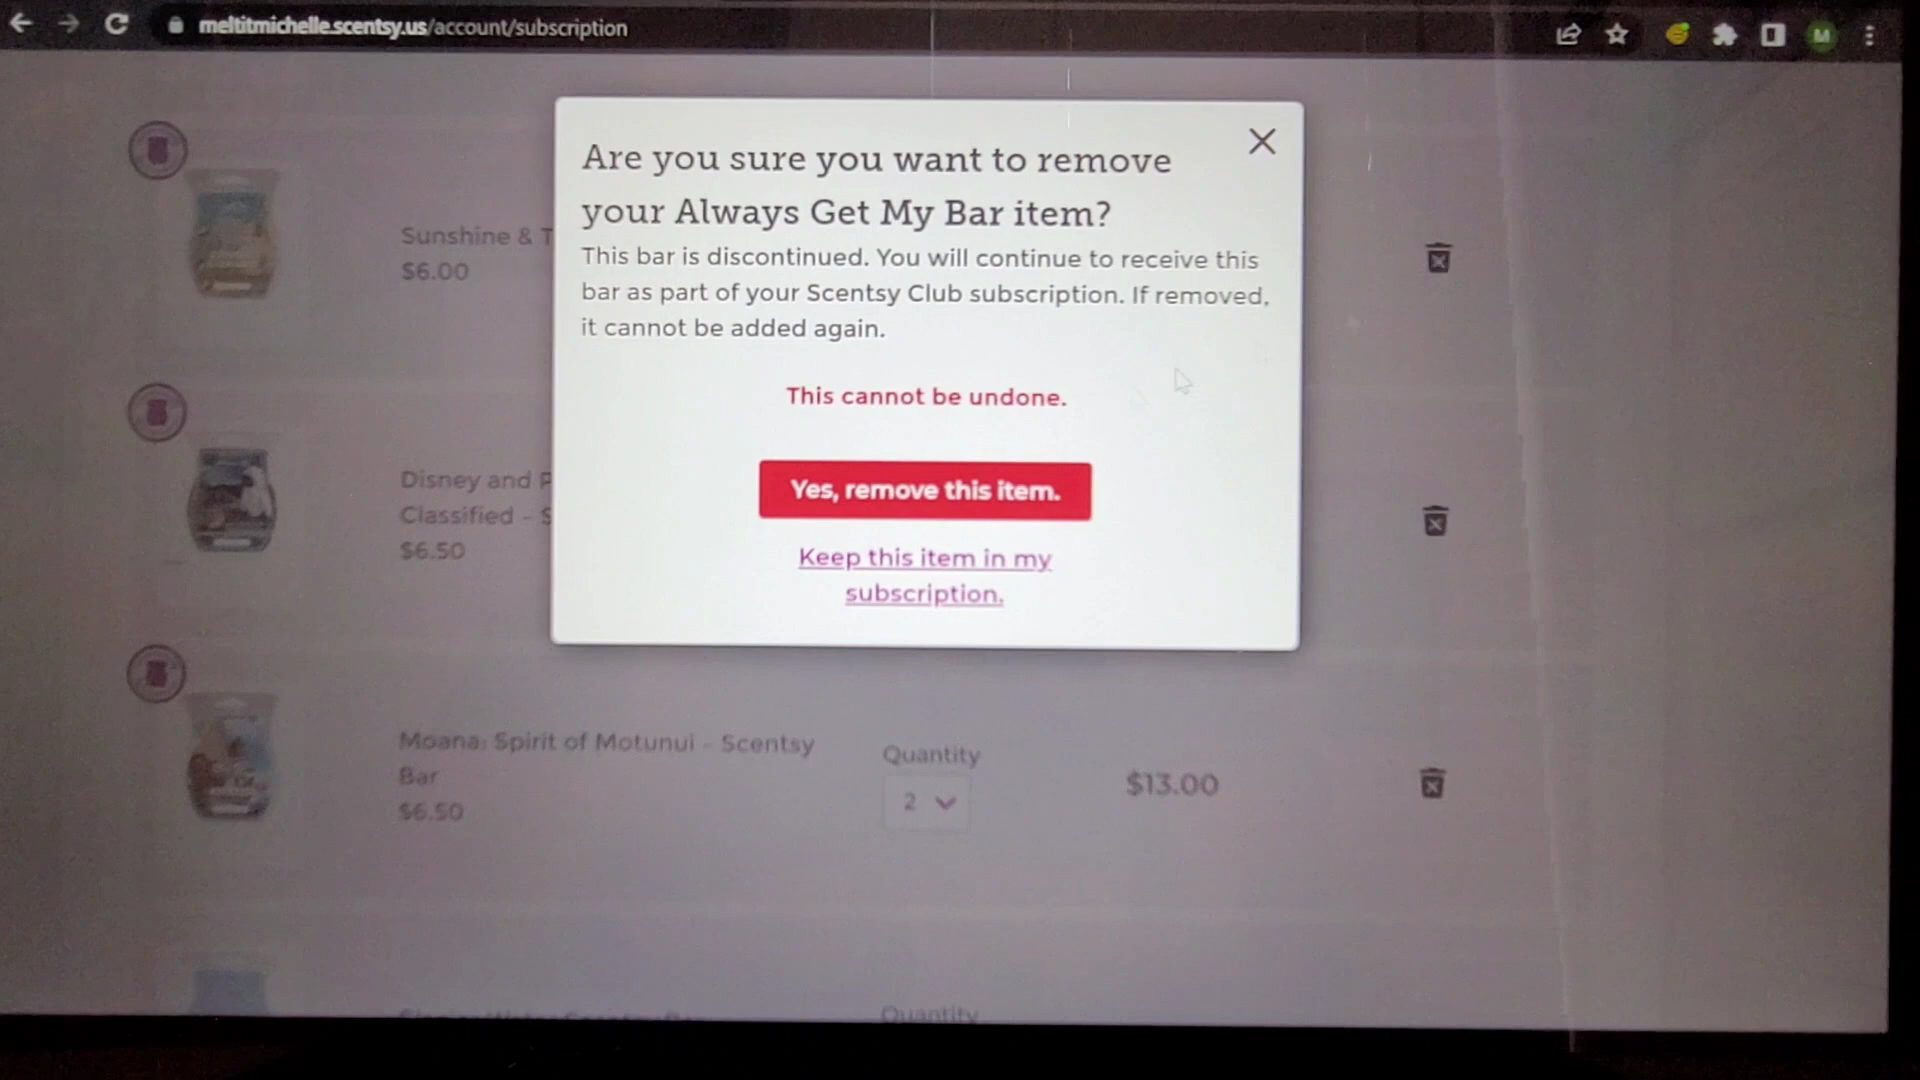 meltitmichelle.scentsy.us/account/subscription
M
Are you sure you want to remove
your Always Get My Bar item?
This bar is discontinued. You will continue to receive this
bar as part of your Scentsy Club subscription. If removed,
it cannot be added again.
This cannot be undone.
Yes, remove this item.
Keep this item in my
subscription.
Sunshine &
$6.00
Disney and
Classified -
$6.50
Moana: Spirit of Motunui - Scentsy
Bar
$6.50
Quantity
2
$13.00
Quantity